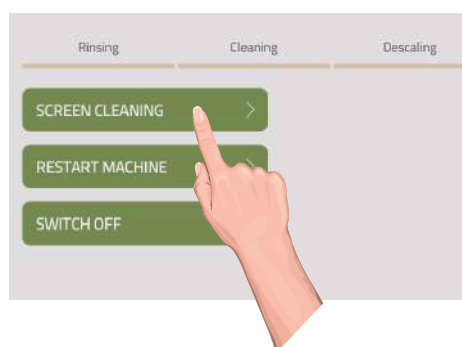 Rinsing Cleaning Descaling
SCREEN CLEANING
RESTART MACHINE
SWITCH OFF